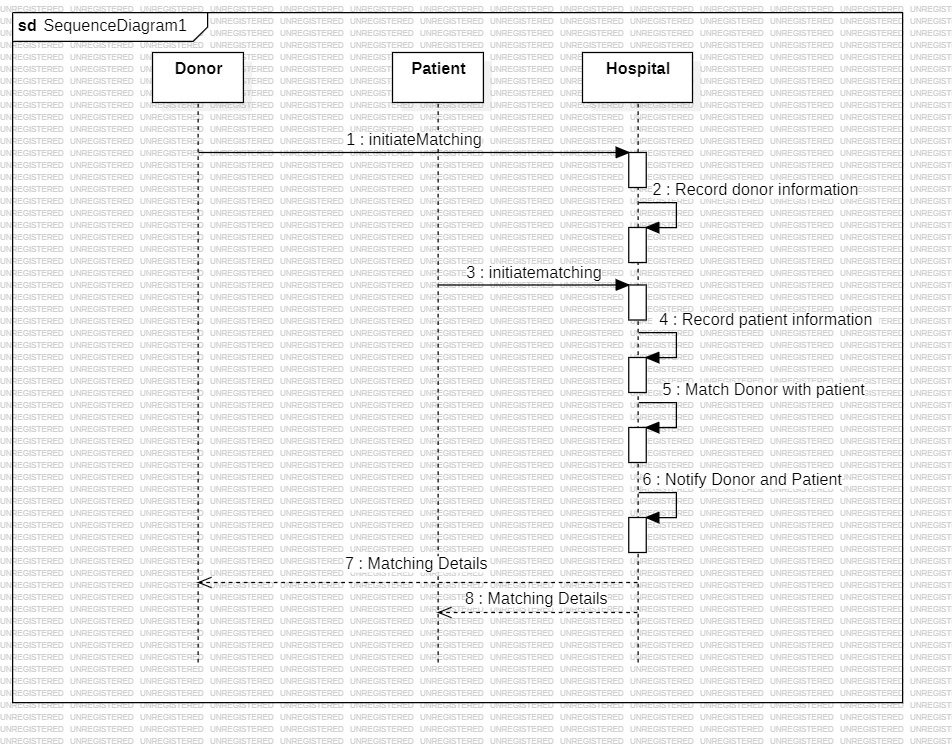 sd SequenceDiagram1
Donor
Patient
Hospital
1 : initiateMatching
2 : Record donor information
3 : initiatematching
4 : Record patient information
5 : Match Donor with patient
6 : Notify Donor and Patient
7 : Matching Details
8 : Matching Details
UNREGISTERED